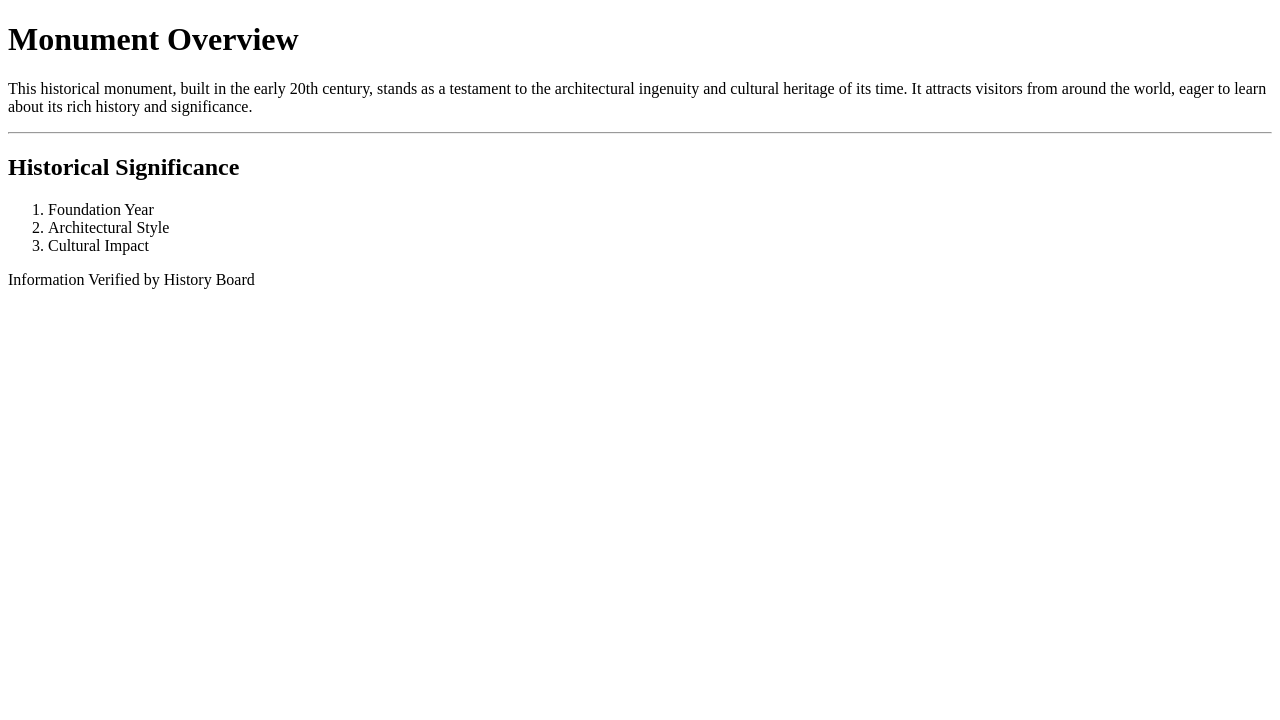 Monument Overview
This historical monument, built in the early 20th century, stands as a testament to the architectural ingenuity and cultural heritage of its time. It attracts visitors from around the world, eager to learn
about its rich history and significance.
Historical Significance
1. Foundation Year
2. Architectural Style
3. Cultural Impact
Information Verified by History Board